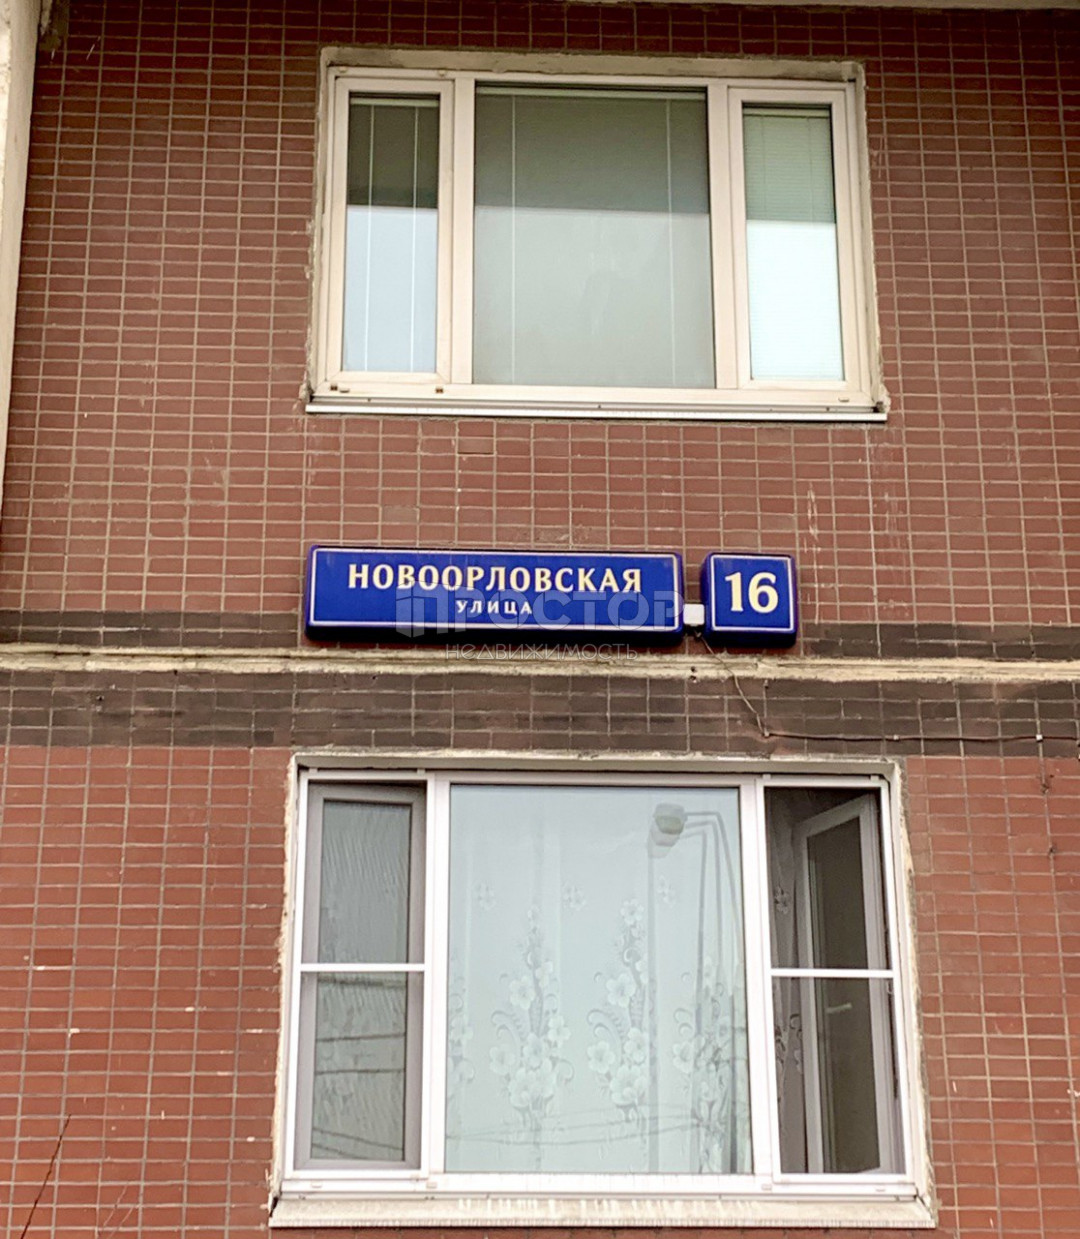 НОВООРЛОВСКАЯ
УЛИЦА
16
ПРОСТОР
недвижимость